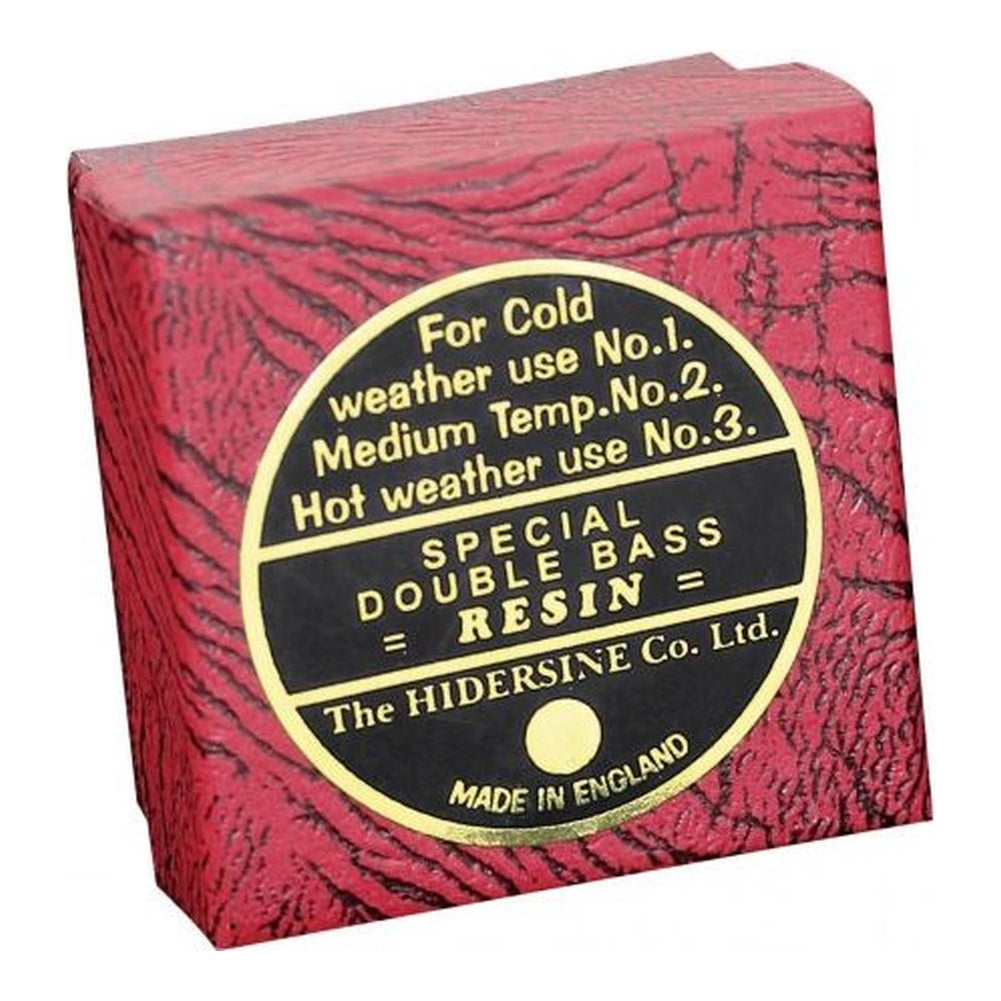 For Cold
weather use No.1.
Medium Temp.No.2.
Hot weather use No.3.
SPECIAL
DOUBLE BASS
= RESIN =
The HIDERSINE Co. Ltd.
MADE IN ENGLAND